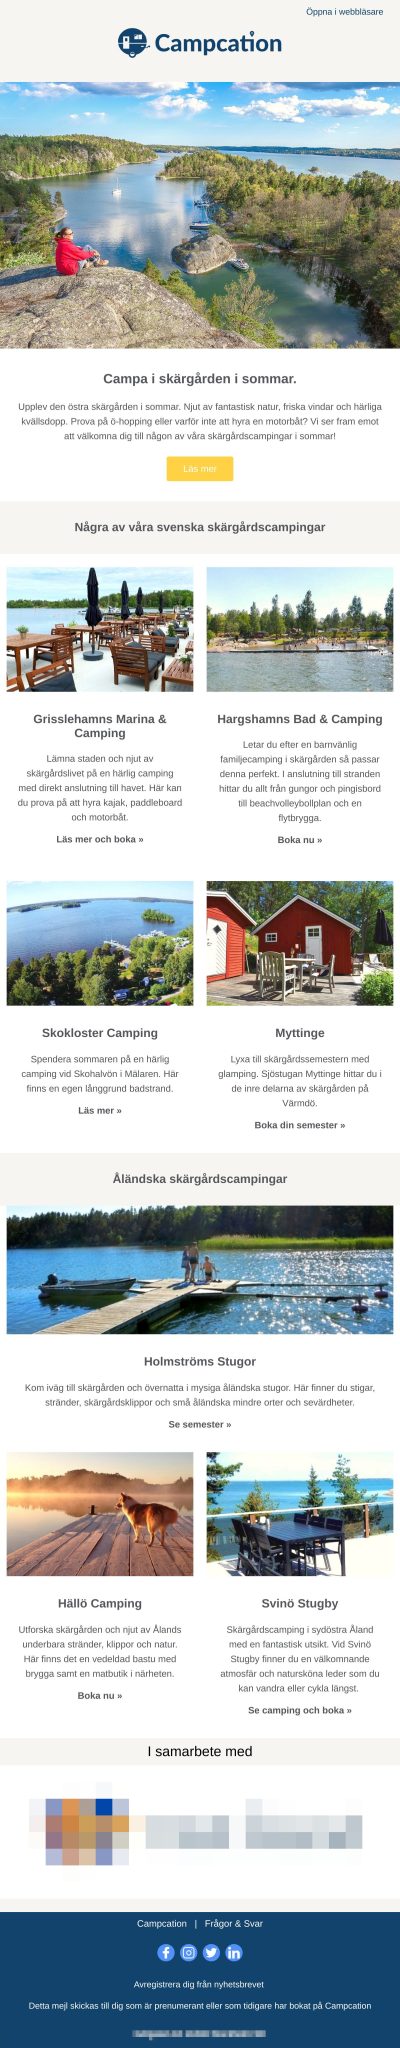 Öppna i webbläsare
Campcation
Campa i skärgården i sommar.
Upplev den östra skärgården i sommar. Njut av fantastisk natur, friska vindar och härliga
kvällsdopp. Prova på ö-hopping eller varför inte att hyra en motorbåt? Vi ser fram emot
att välkomna dig till någon av våra skärgårdscampingar i sommar!
Läs mer
Några av våra svenska skärgårdscampingar
Grisslehamns Marina &
Camping
Lämna staden och njut av
skärgårdslivet på en härlig camping
med direkt anslutning till havet. Här kan
du prova på att hyra kajak, paddleboard
och motorbåt.
Läs mer och boka »
Hargshamns Bad & Camping
Letar du efter en barnvänlig
familjecamping i skärgården så passar
denna perfekt. I anslutning till stranden
hittar du allt från gungor och pingisbord
till beachvolleybollplan och en
flytbrygga.
Boka nu »
Skokloster Camping
Spendera sommaren på en härlig
camping vid Skohalvön i Mälaren. Här
finns en egen långgrund badstrand.
Läs mer »
Myttinge
Lyxa till skärgårdssemestern med
glamping. Sjöstugan Myttinge hittar du i
de inre delarna av skärgården på
Värmdö.
Boka din semester »
Åländska skärgårdscampingar
Holmströms Stugor
Kom iväg till skärgården och övernatta i mysiga åländska stugor. Här finner du stigar,
stränder, skärgårdsklippor och små åländska mindre orter och sevärdheter.
Se semester »
Hällö Camping
Utforska skärgården och njut av Ålands
underbara stränder, klippor och natur.
Här finns det en vedeldad bastu med
brygga samt en matbutik i närheten.
Boka nu »
Svinö Stugby
Skärgårdscamping i sydöstra Åland
med en fantastisk utsikt. Vid Svinö
Stugby finner du en välkomnande
atmosfär och natursköna leder som du
kan vandra eller cykla längst.
Se camping och boka »
I samarbete med
Campcation | Frågor & Svar
Avregistrera dig från nyhetsbrevet
Detta mejl skickas till dig som är prenumerant eller som tidigare har bokat på Campcation